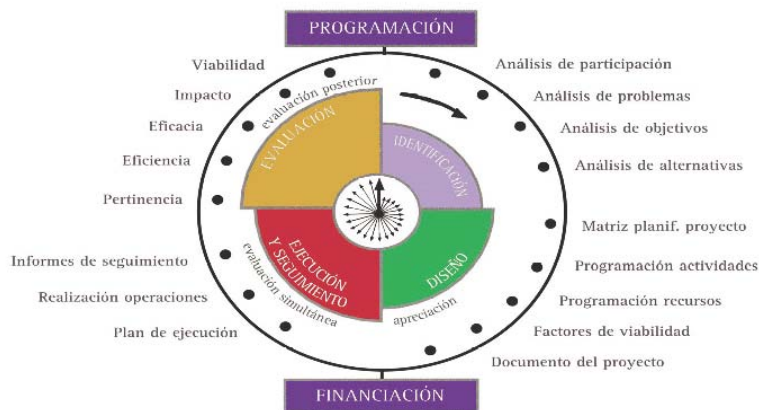 PROGRAMACIÓN
Viabilidad
Impacto
Eficacia
Eficiencia
Pertinencia
Informes de seguimiento
Realización operaciones
Plan de ejecución
evaluación posterior
EVALUACIÓN
IDENTIFICACIÓN
EJECUCIÓN
Y SEGUIMIENTO
evaluación simultánea
DISEÑO
apreciación
Análisis de participación
Análisis de problemas
Análisis de objetivos
Análisis de alternativas
Matriz planif. proyecto
Programación actividades
Programación recursos
Factores de viabilidad
Documento del proyecto
FINANCIACIÓN